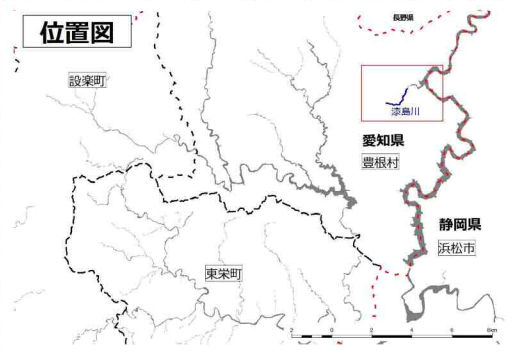 位置図
長野県
設楽町
漆島川
愛知県
豊根村
静岡県
浜松市
東栄町
2 0 2 4 6 8km